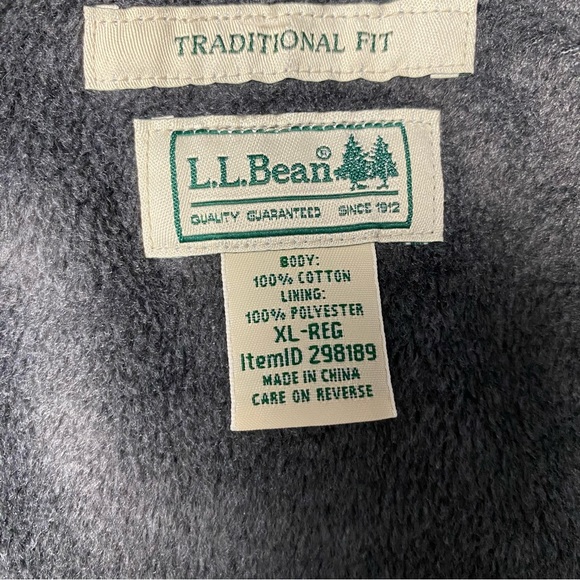 TRADITIONAL FIT
L.L.Bean®
QUALITY GUARANTEED SINCE 1912
BODY:
100% COTTON
LINING:
100% POLYESTER
XL-REG
ItemID 298189
MADE IN CHINA
CARE ON REVERSE